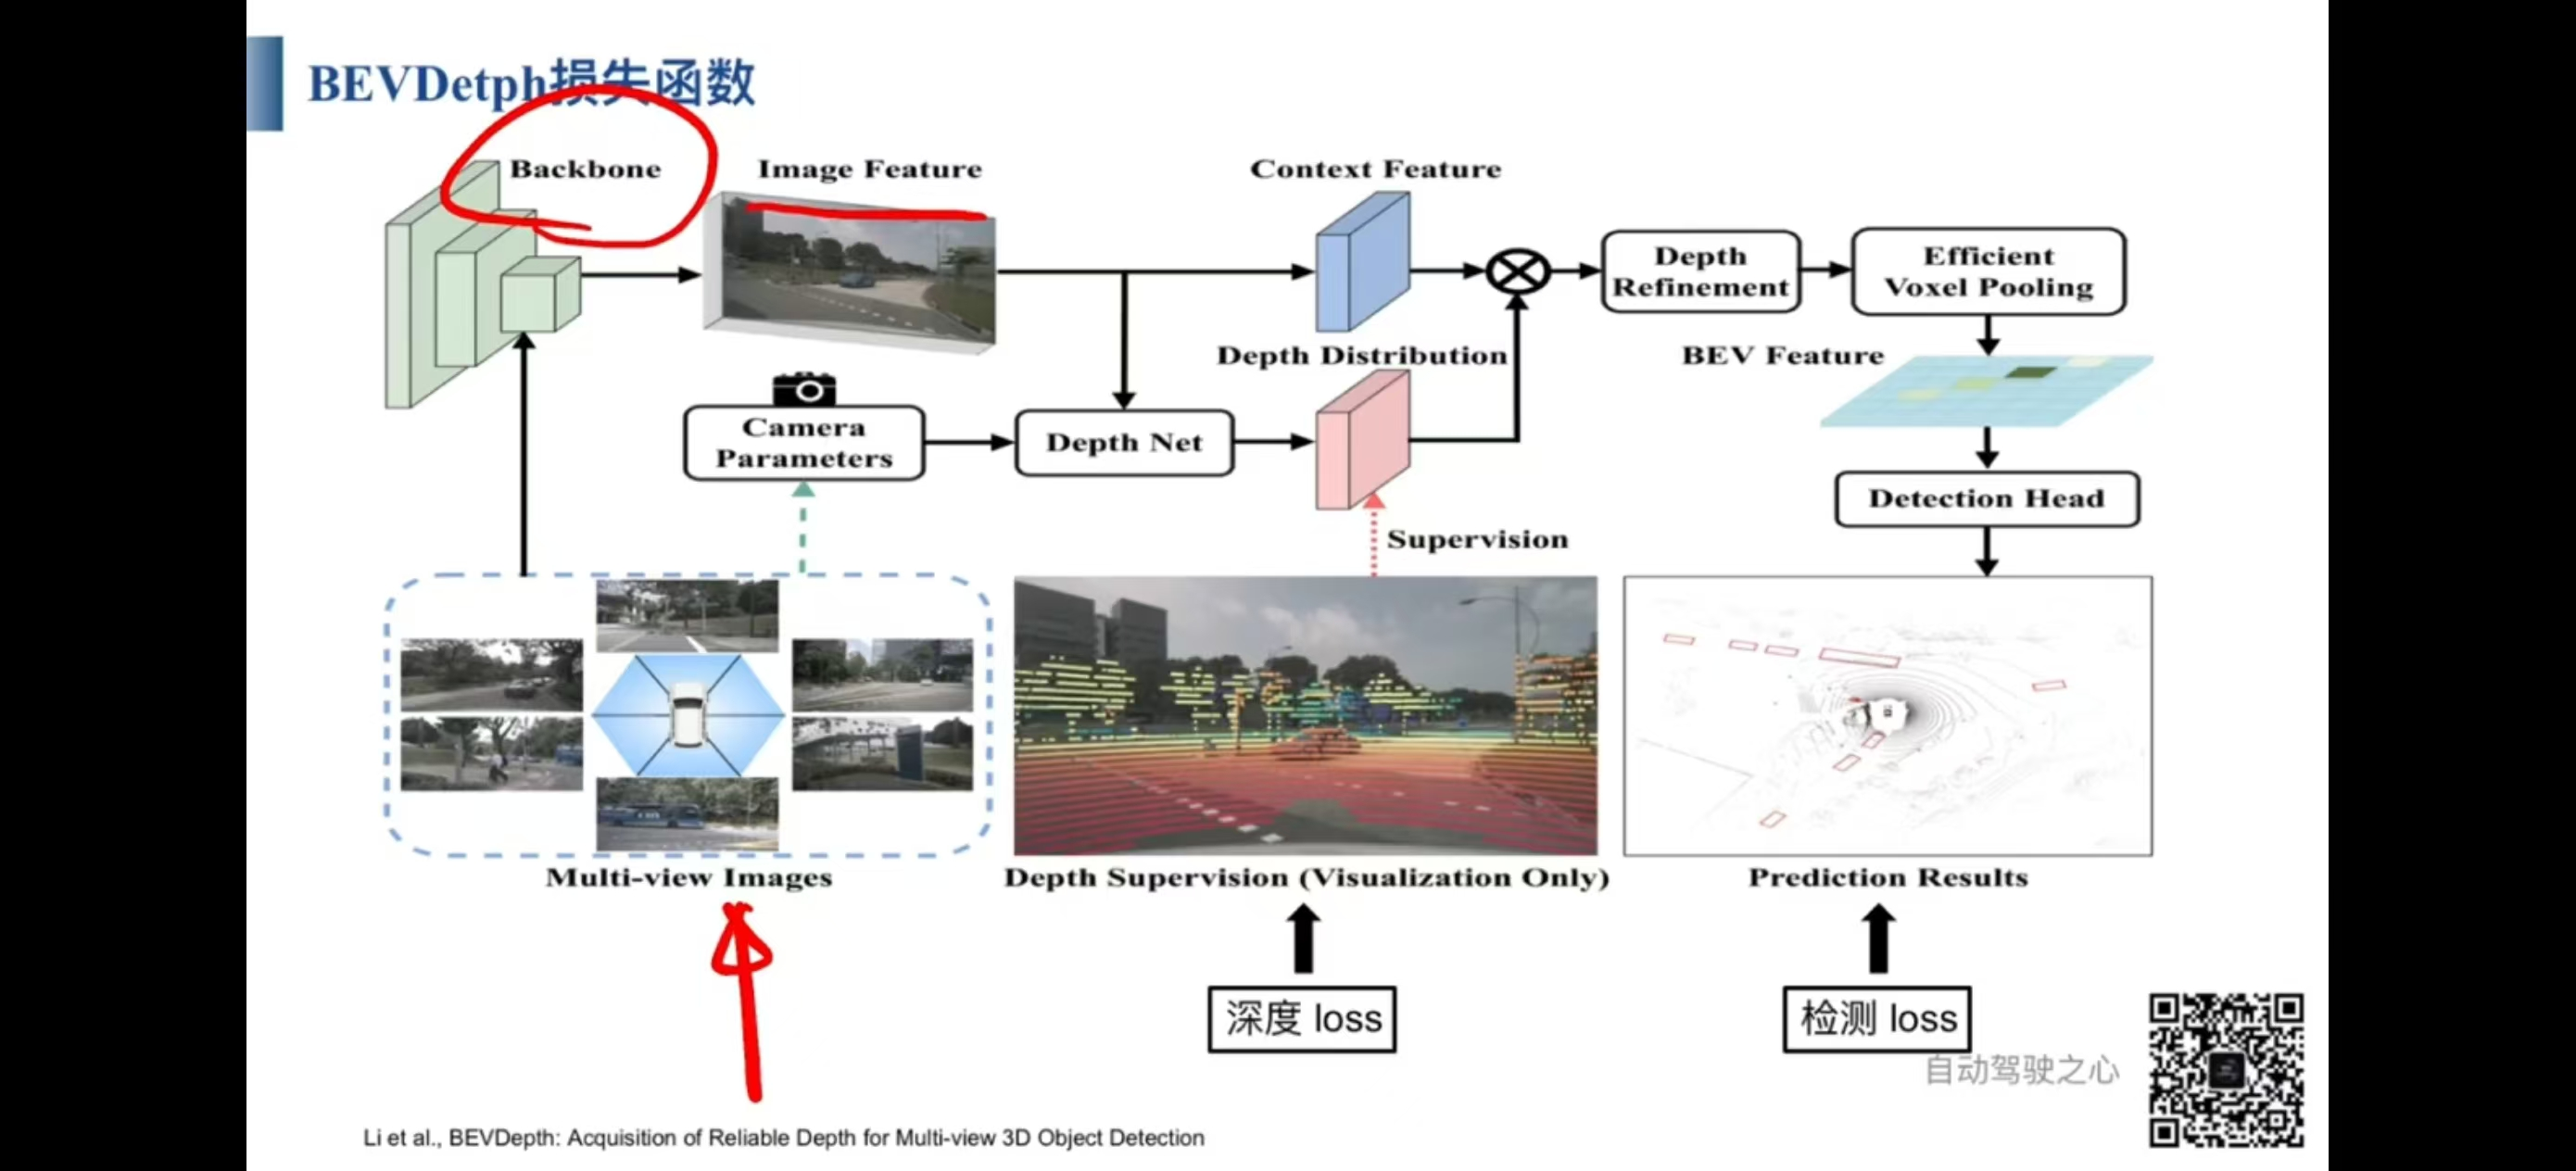 BEVDetph损失函数
Backbone
Image Feature
Context Feature
Depth
Refinement
Efficient
Voxel Pooling
Depth Distribution
BEV Feature
Camera
Parameters
Depth Net
Detection Head
Supervision
Multi-view Images
Depth Supervision (Visualization Only)
Prediction Results
深度 loss
检测 loss
自动驾驶之心
Li et al., BEVDepth: Acquisition of Reliable Depth for Multi-view 3D Object Detection